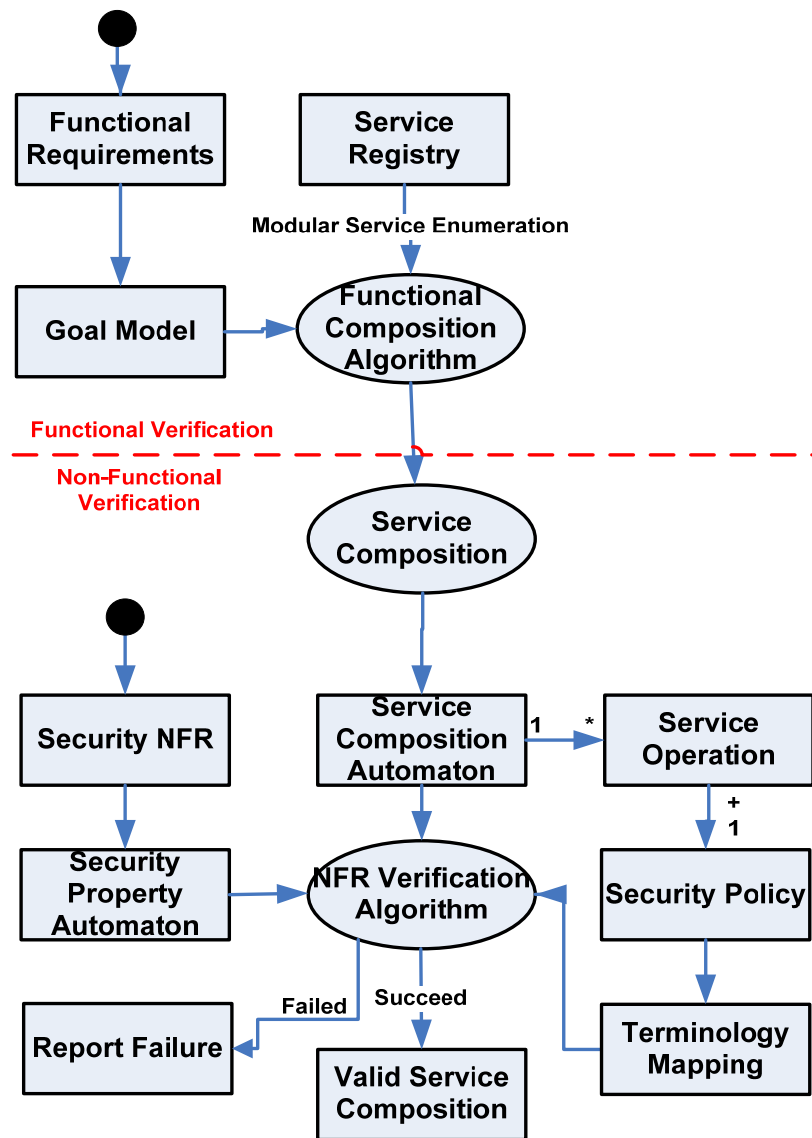 Functional
Requirements
Service
Registry
Modular Service Enumeration
Goal Model
Functional
Composition
Algorithm
Functional Verification
Non-Functional
Verification
Service
Composition
Security NFR
Service
Composition
Automaton
1
*
Service
Operation
+
1
Security
Property
Automaton
NFR Verification
Algorithm
Security Policy
Failed
Succeed
Report Failure
Valid Service
Composition
Terminology
Mapping